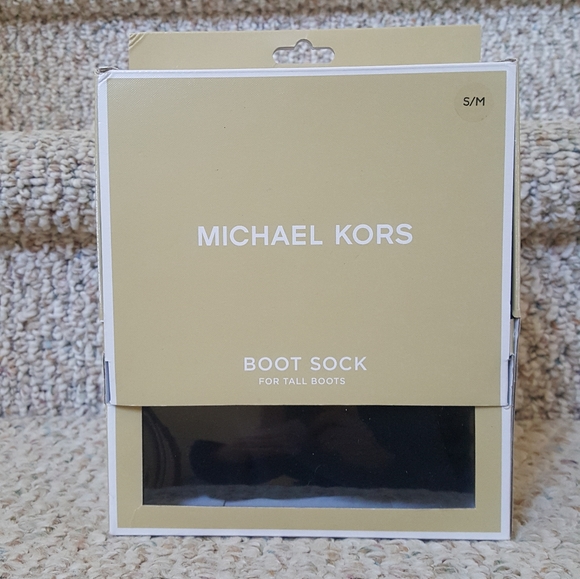 S/M
MICHAEL KORS
BOOT SOCK
FOR TALL BOOTS